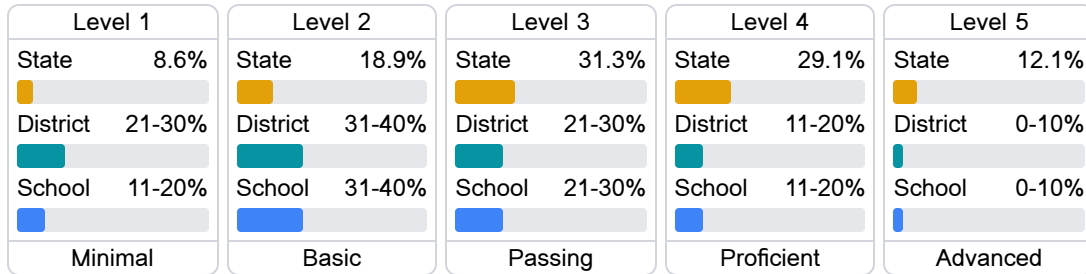 Level 1
State 8.6%
District 21-30%
School 11-20%
Minimal
Level 2
State 18.9%
District 31-40%
School 31-40%
Basic
Level 3
State 31.3%
District 21-30%
School 21-30%
Passing
Level 4
State 29.1%
District 11-20%
School 11-20%
Proficient
Level 5
State 12.1%
District 0-10%
School 0-10%
Advanced